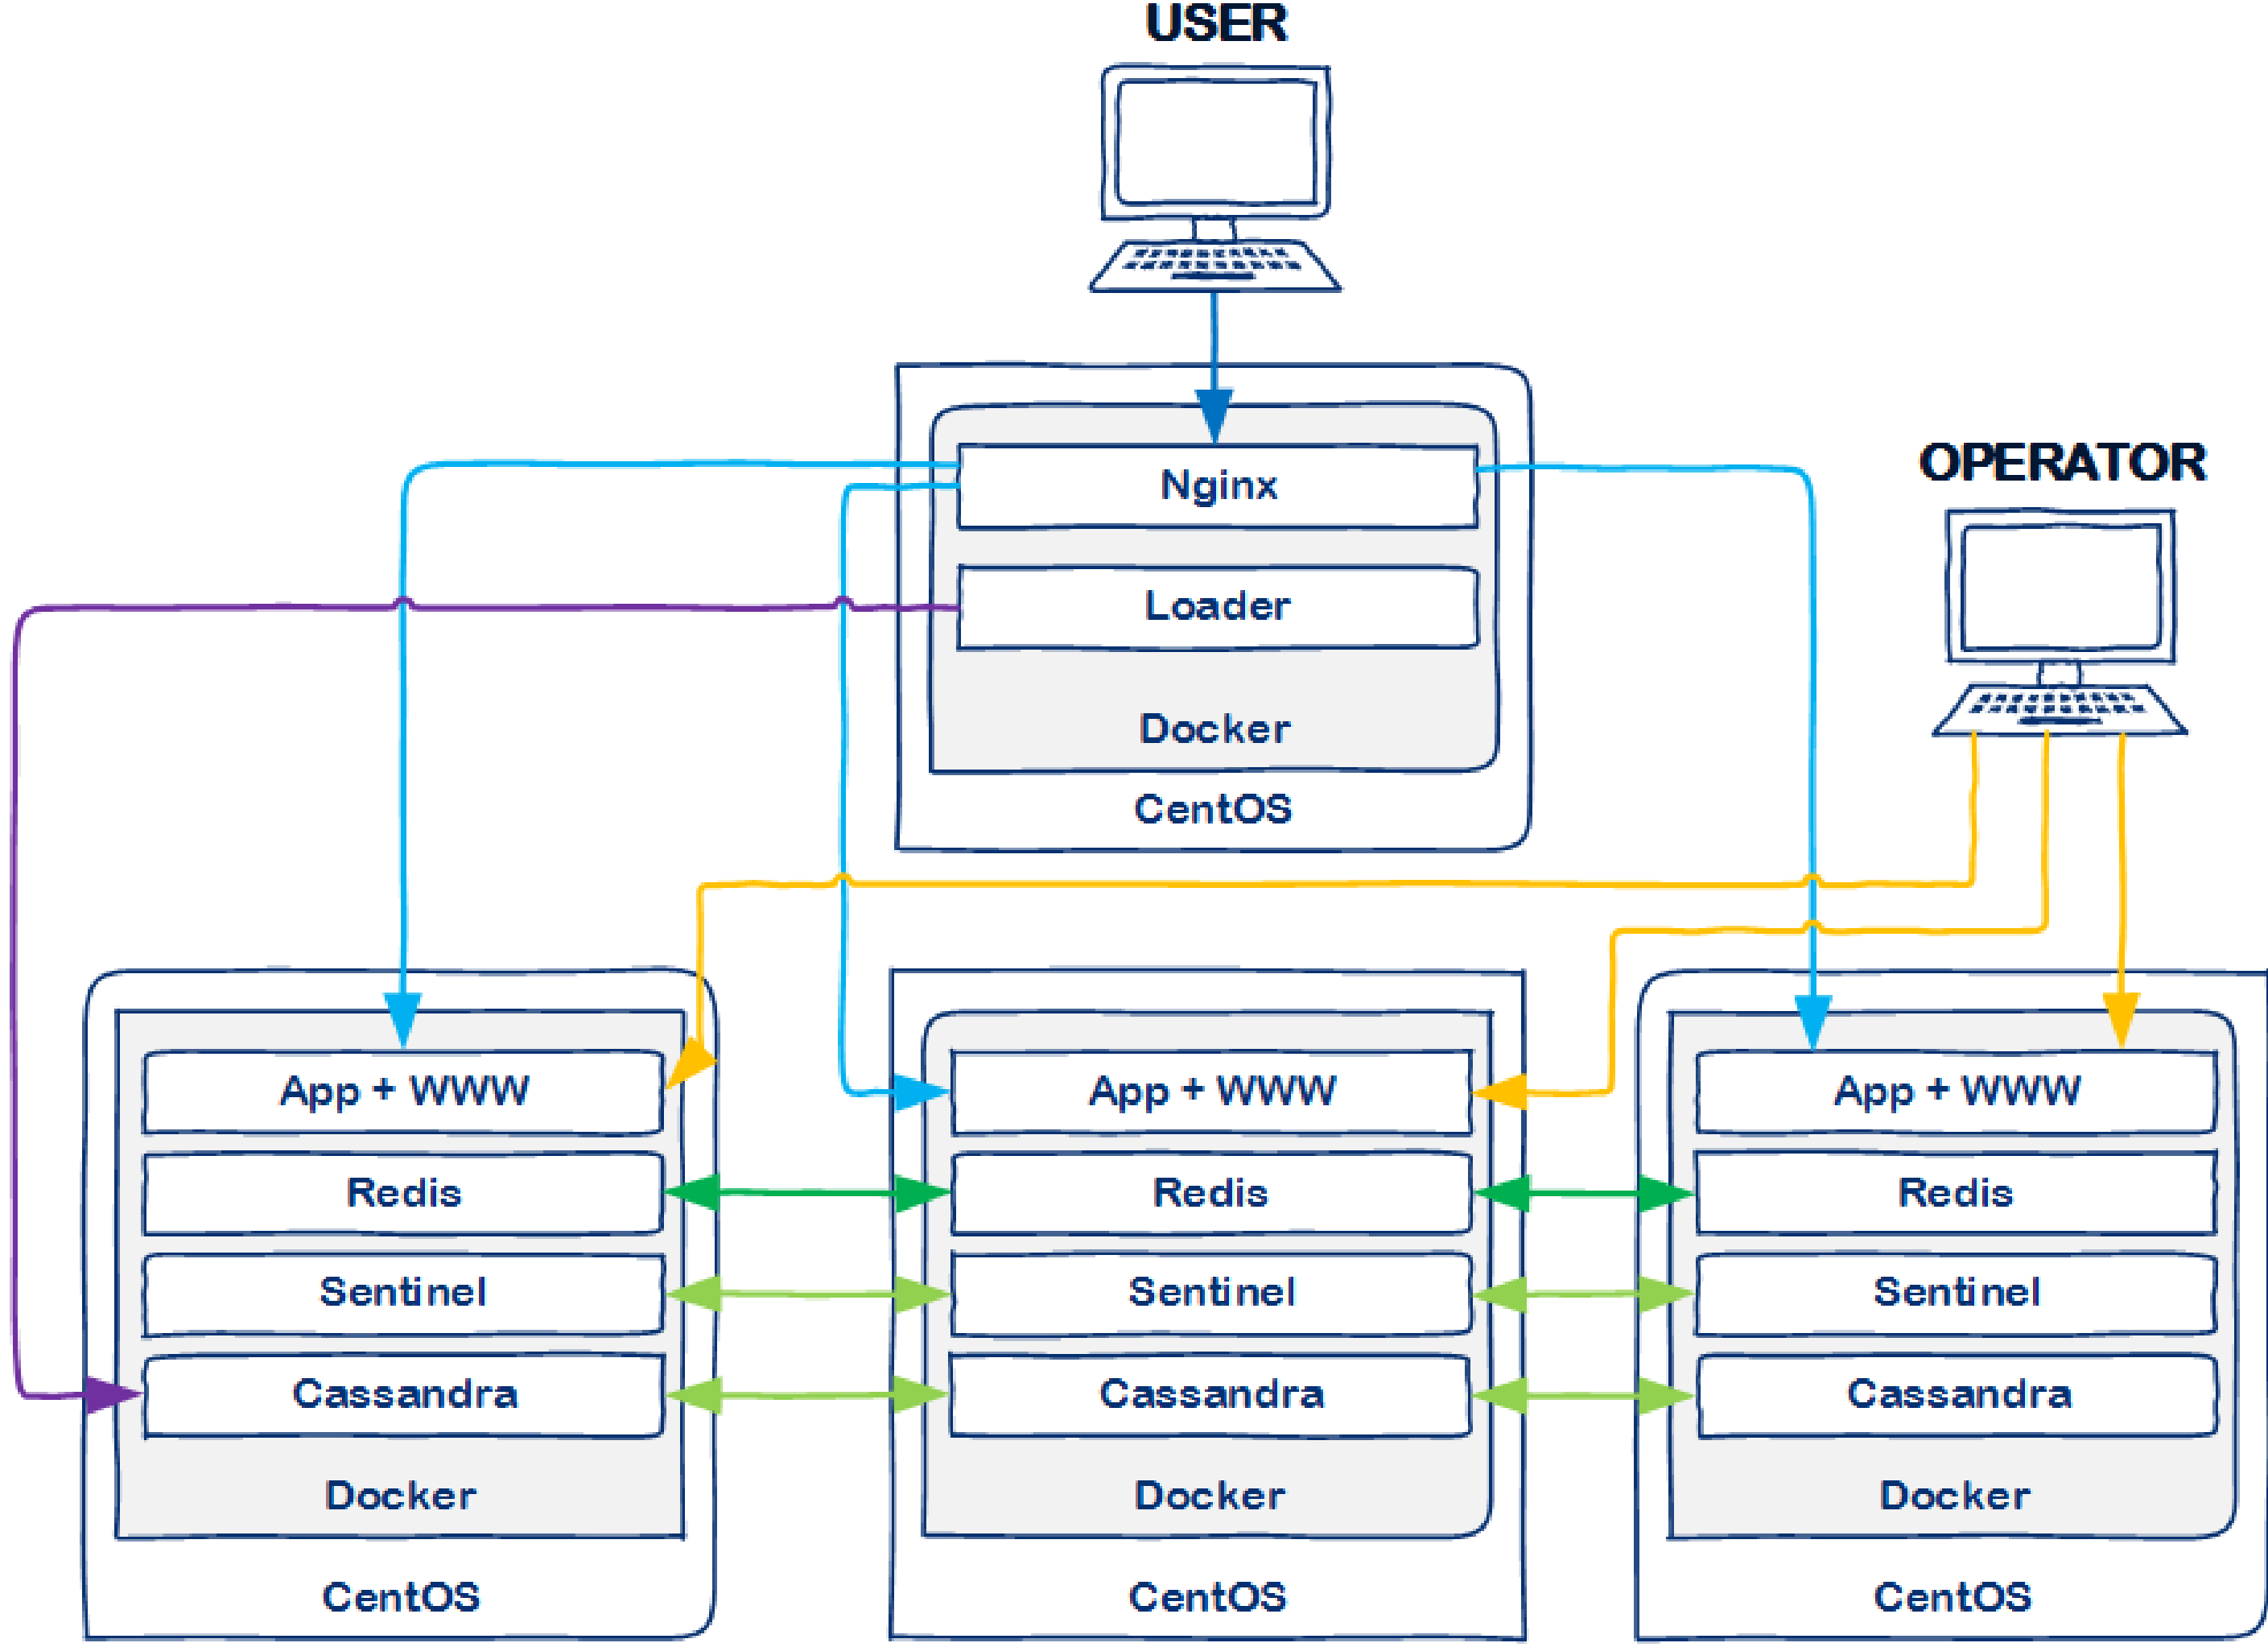 USER
Nginx
OPERATOR
Loader
Docker
CentOS
App + WWW
App + WWW
App + WWW
Redis
Redis
Redis
Sentinel
Sentinel
Sentinel
Cassandra
Cassandra
Cassandra
Docker
Docker
Docker
CentOS
CentOS
CentOS